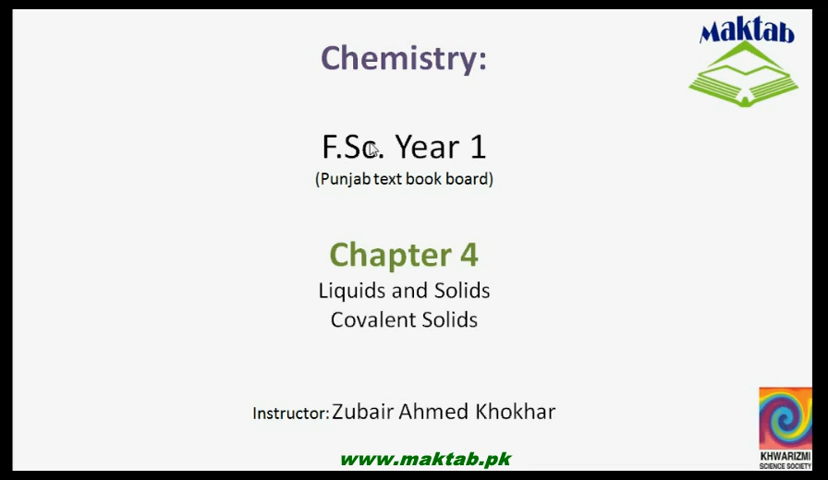 Maktab
Chemistry:
F.Sc. Year 1
(Punjab text book board)
Chapter 4
Liquids and Solids
Covalent Solids
Instructor: Zubair Ahmed Khokhar
www.maktab.pk
KHWARIZMI
SCIENCE SOCIETY